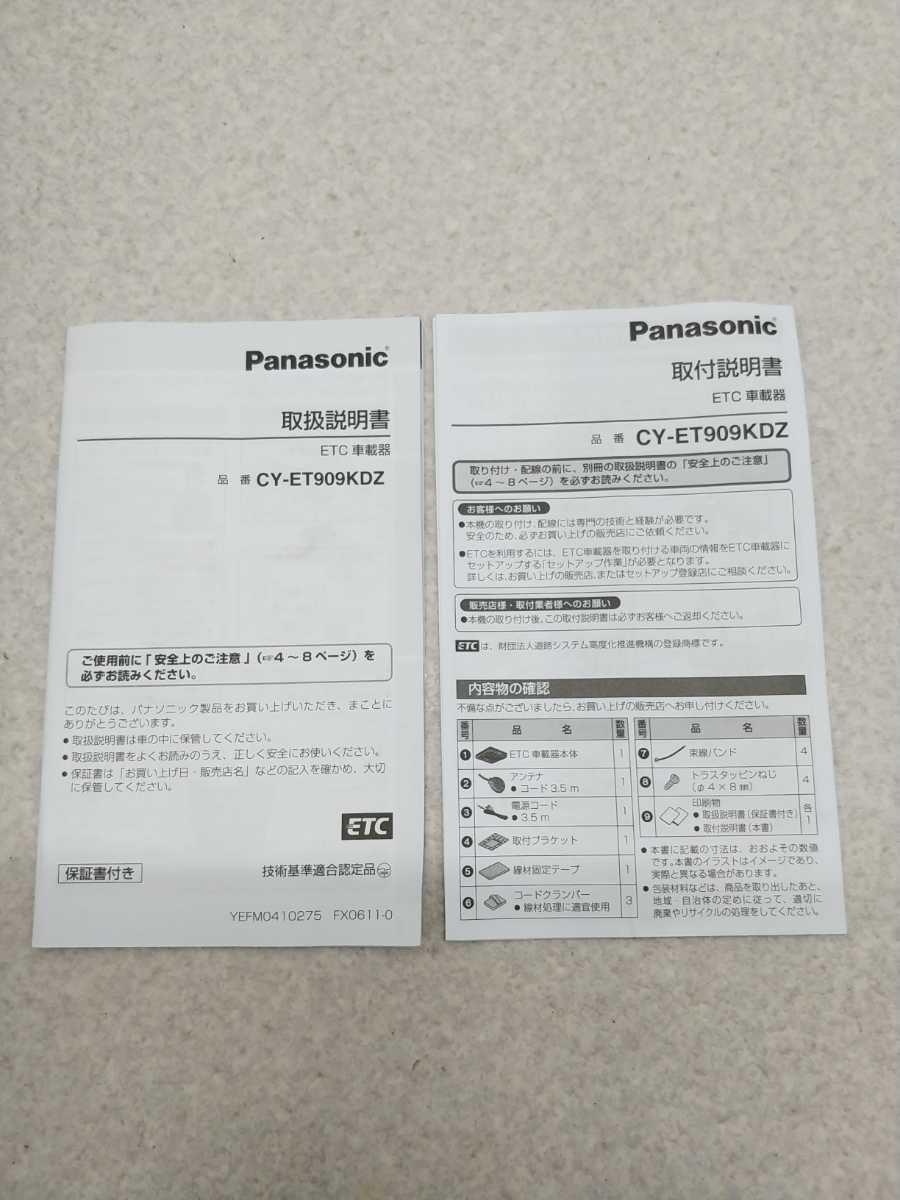 Panasonic
取扱説明書
ETC 車載器
品 番 CY-ET909KDZ
ご使用前に「安全上のご注意」(☞4～8ページ)を
必ずお読みください。
このたびは、パナソニック製品をお買い上げいただき、まことに
ありがとうございます。
● 取扱説明書は車の中に保管してください。
● 取扱説明書をよくお読みのうえ、正しく安全にお使いください。
● 保証書は「お買い上げ日・販売店名」などの記入を確かめ、大切
に保管してください。
ETC
保証書付き
技術基準適合認定品
YEFM0410275 FX0611-0
Panasonic
取付説明書
ETC 車載器
品 番 CY-ET909KDZ
取り付け・配線の前に、別冊の取扱説明書の「安全上のご注意」
(☞4～8ページ)を必ずお読みください。
お客様へのお願い
●本機の取り付け、配線には専門の技術と経験が必要です。
安全のため、必ずお買い上げの販売店にご依頼ください。
●ETCを利用するには、ETC車載器を取り付ける車両の情報をETC車載器に
セットアップする「セットアップ作業」が必要となります。
詳しくは、お買い上げの販売店、またはセットアップ登録店にご相談ください。
販売店様・取付業者様へのお願い
●本機の取り付け後、この取付説明書は必ずお客様へご返却ください。
ETC は、財団法人道路システム高度化推進機構の登録商標です。
内容物の確認
不備な点がございましたら、お買い上げの販売店へお申し付けください。
番号 品 名 数量
❶ ETC 車載器本体 1
❷ アンテナ
● コード 3.5 m 1
❸ 電源コード
● 3.5 m 1
❹ 取付ブラケット 1
❺ 線材固定テープ 1
❻ コードクランパー
● 線材処理に適宜使用 3
番号 品 名 数量
❼ 束線バンド 4
❽ トラスタッピンねじ
(φ4×8㎜) 4
❾ 印刷物
● 取扱説明書(保証書付き)
● 取付説明書(本書)
各1
● 本書に記載の寸法は、おおよその数値
です。本書のイラストはイメージであり、
実際と異なる場合があります。
● 包装材料などは、商品を取り出したあと、
地域・自治体の定めに従って、適切に
廃棄やリサイクルの処理をしてください。